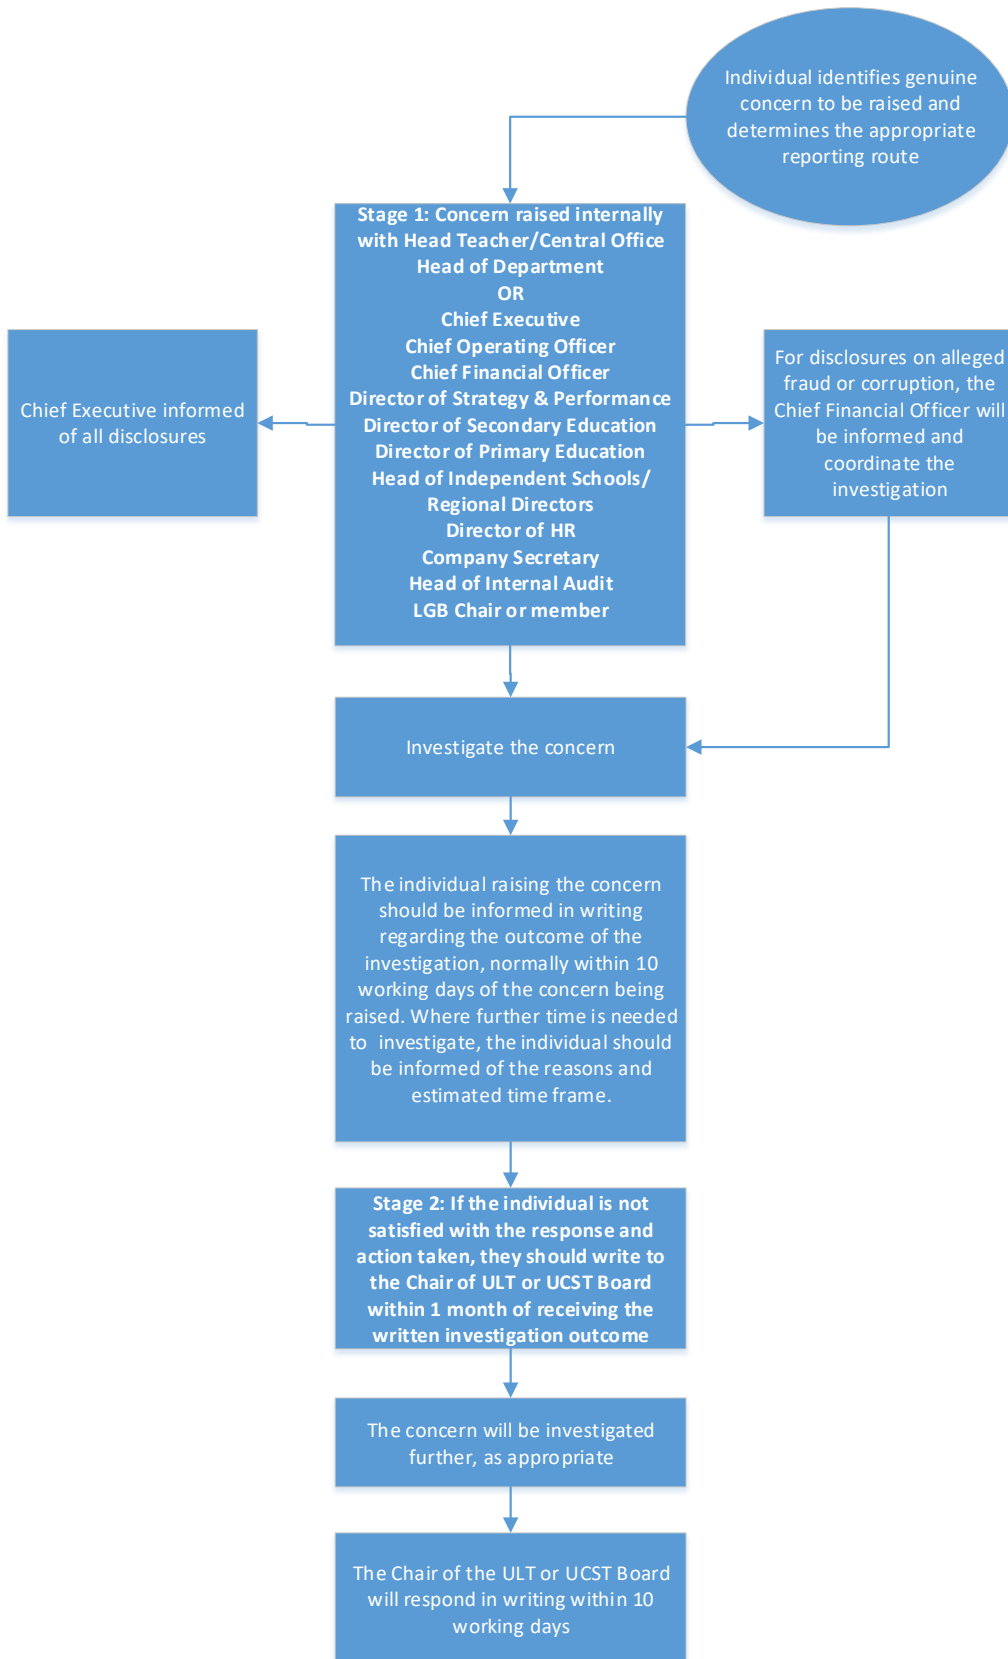 Individual identifies genuine
concern to be raised and
determines the appropriate
reporting route
Stage 1: Concern raised internally
with Head Teacher/Central Office
Head of Department
OR
Chief Executive
Chief Operating Officer
Chief Financial Officer
Director of Strategy & Performance
Director of Secondary Education
Director of Primary Education
Head of Independent Schools/
Regional Directors
Director of HR
Company Secretary
Head of Internal Audit
LGB Chair or member
Chief Executive informed
of all disclosures
For disclosures on alleged
fraud or corruption, the
Chief Financial Officer will
be informed and
coordinate the
investigation
Investigate the concern
The individual raising the concern
should be informed in writing
regarding the outcome of the
investigation, normally within 10
working days of the concern being
raised. Where further time is needed
to investigate, the individual should
be informed of the reasons and
estimated time frame.
Stage 2: If the individual is not
satisfied with the response and
action taken, they should write to
the Chair of ULT or UCST Board
within 1 month of receiving the
written investigation outcome
The concern will be investigated
further, as appropriate
The Chair of the ULT or UCST Board
will respond in writing within 10
working days